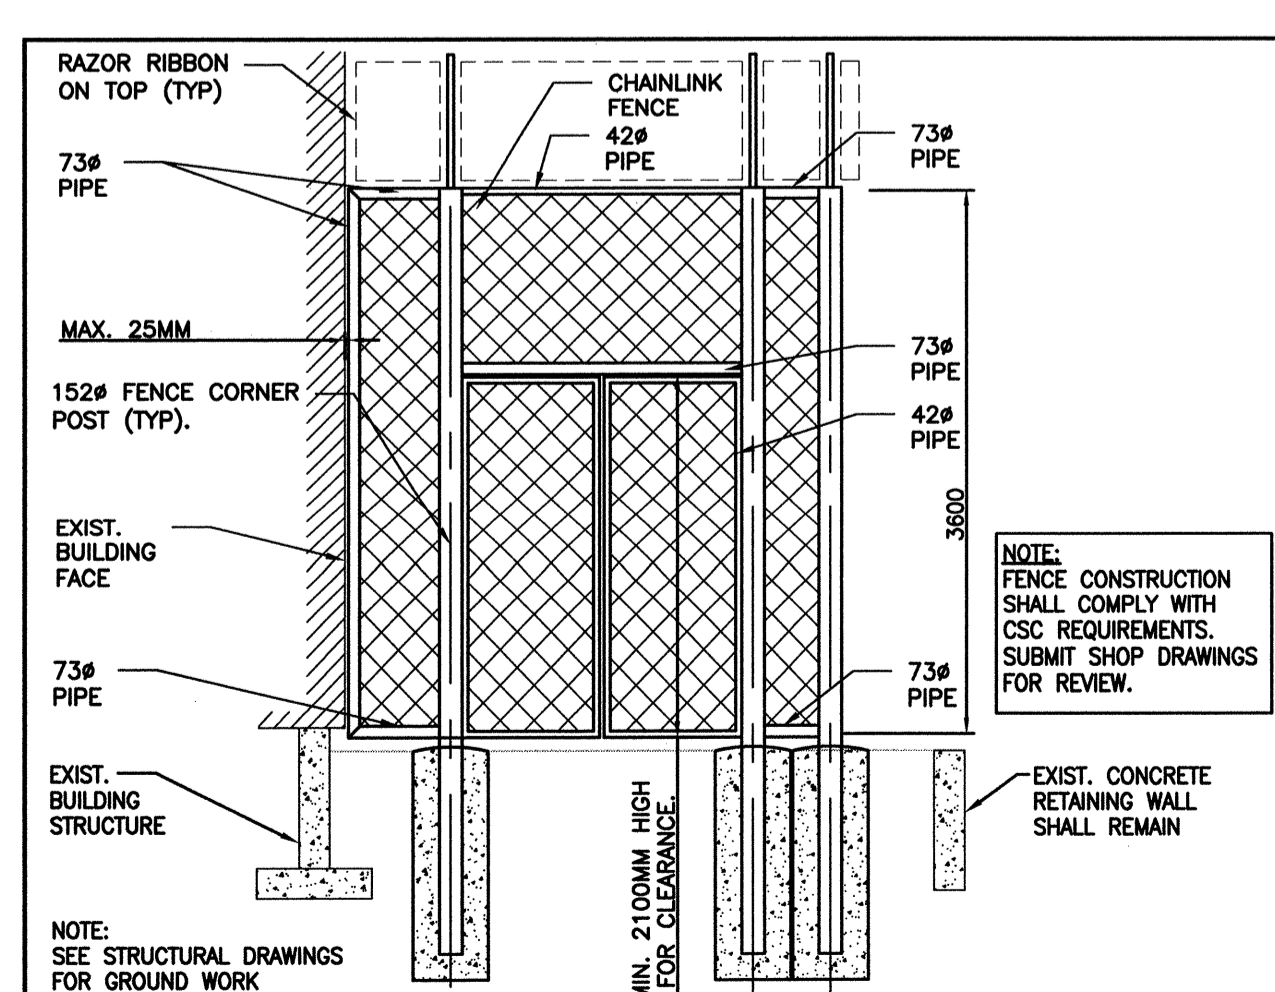 RAZOR RIBBON
ON TOP (TYP)
CHAINLINK
FENCE
42ø
PIPE
73ø
PIPE
73ø
PIPE
MAX. 25MM
73ø
PIPE
152ø FENCE CORNER
POST (TYP).
42ø
PIPE
3600
EXIST.
BUILDING
FACE
NOTE:
FENCE CONSTRUCTION
SHALL COMPLY WITH
CSC REQUIREMENTS.
SUBMIT SHOP DRAWINGS
FOR REVIEW.
73ø
PIPE
73ø
PIPE
EXIST.
BUILDING
STRUCTURE
MIN. 2100MM HIGH
FOR CLEARANCE.
EXIST. CONCRETE
RETAINING WALL
SHALL REMAIN
NOTE:
SEE STRUCTURAL DRAWINGS
FOR GROUND WORK